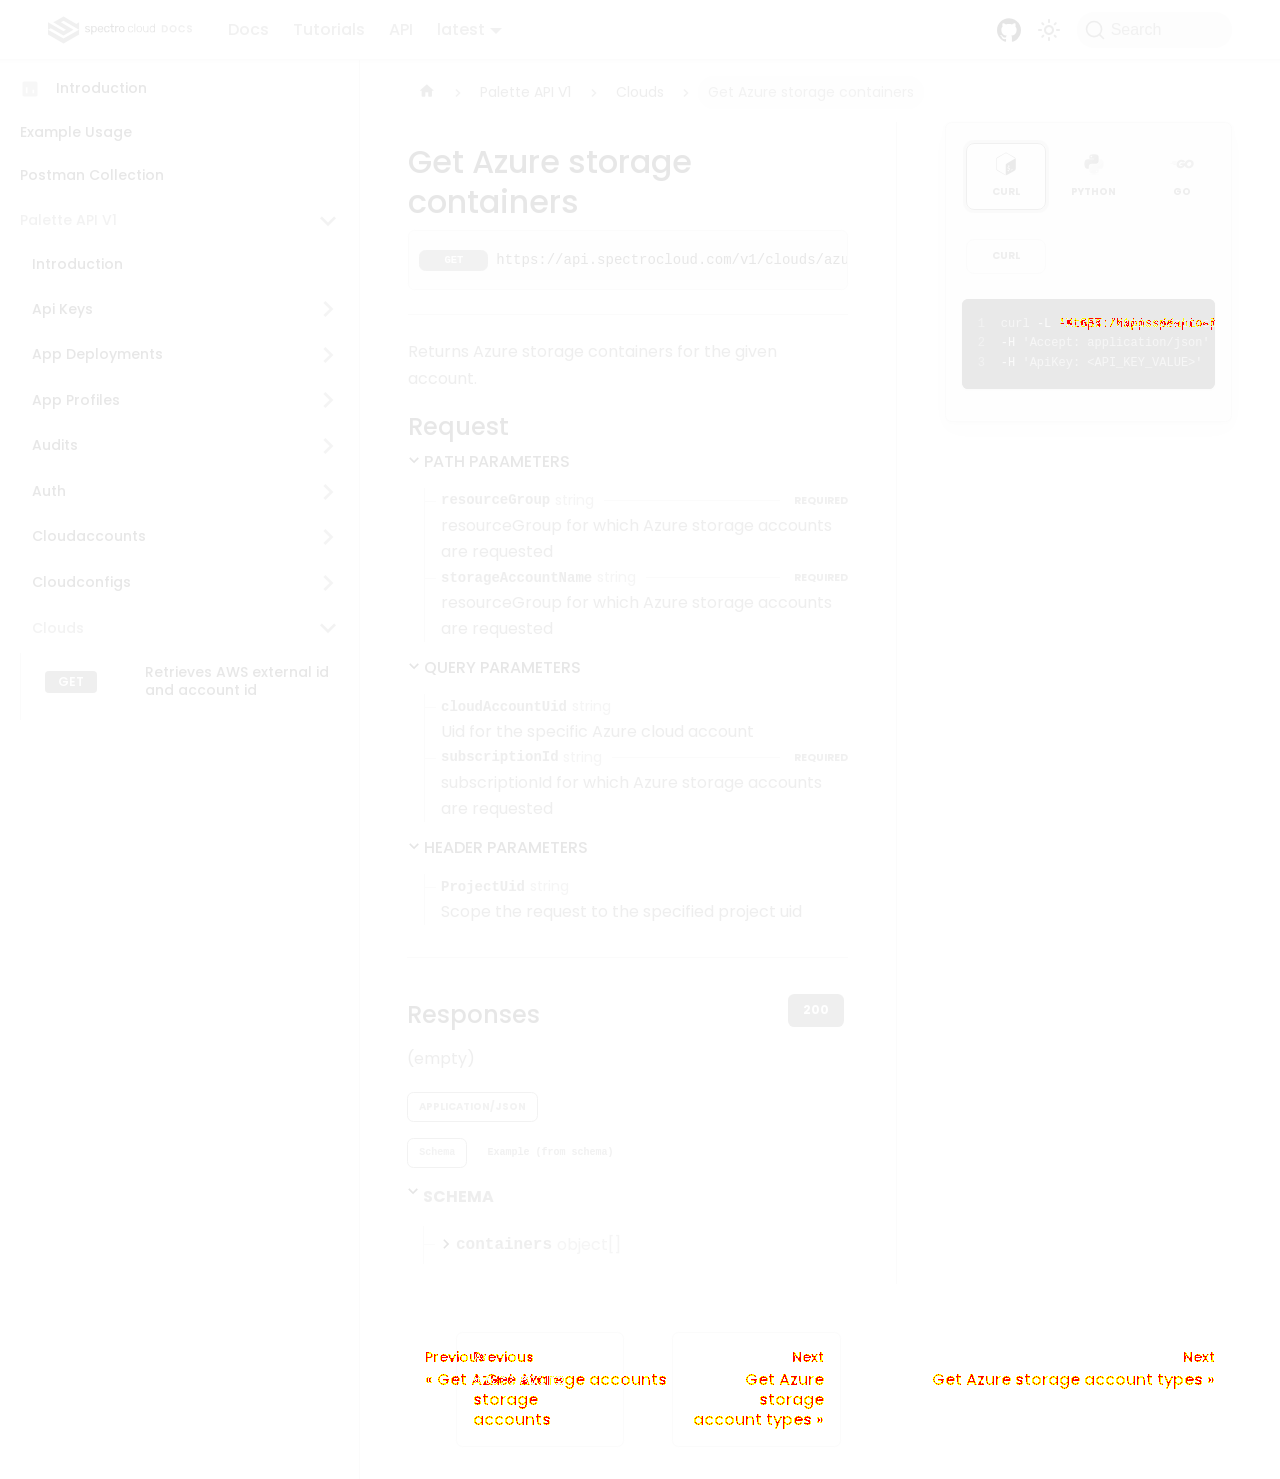 spectro cloud DOCS
Docs Tutorials API latest
Search
Introduction
Example Usage
Postman Collection
Palette API V1
Introduction
Api Keys
App Deployments
App Profiles
Audits
Auth
Cloudaccounts
Cloudconfigs
Clouds
GET Retrieves AWS external id
and account id
Palette API V1 > Clouds > Get Azure storage containers
Get Azure storage
containers
GET https://api.spectrocloud.com/v1/clouds/azu
Returns Azure storage containers for the given
account.
Request
PATH PARAMETERS
resourceGroup string REQUIRED
resourceGroup for which Azure storage accounts
are requested
storageAccountName string REQUIRED
resourceGroup for which Azure storage accounts
are requested
QUERY PARAMETERS
cloudAccountUid string
Uid for the specific Azure cloud account
subscriptionId string REQUIRED
subscriptionId for which Azure storage accounts
are requested
HEADER PARAMETERS
ProjectUid string
Scope the request to the specified project uid
Responses
200
(empty)
APPLICATION/JSON
Schema Example (from schema)
SCHEMA
containers object[]
CURL PYTHON GO
CURL
1 curl -L
2 -H 'Accept: application/json'
3 -H 'ApiKey: <API_KEY_VALUE>'
Previous Previous Next Next
« Get Azure storage accounts
storage
accounts
Get Azure
storage
account types »
Get Azure storage account types »